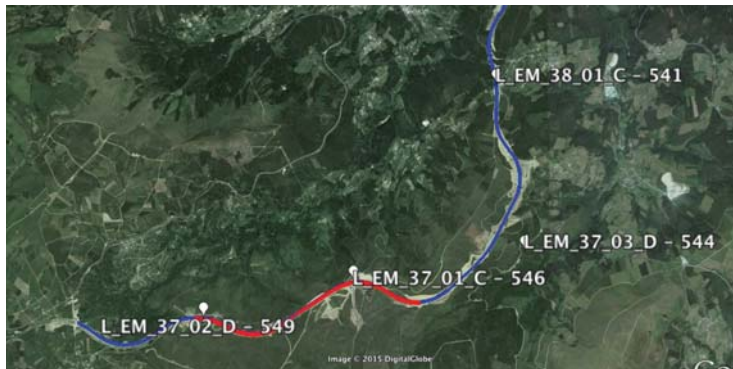 L_EM_38_01_C – 541
L_EM_37_03_D – 544
L_EM_37_01_C – 546
L_EM_37_02_D – 549
Image © 2015 DigitalGlobe